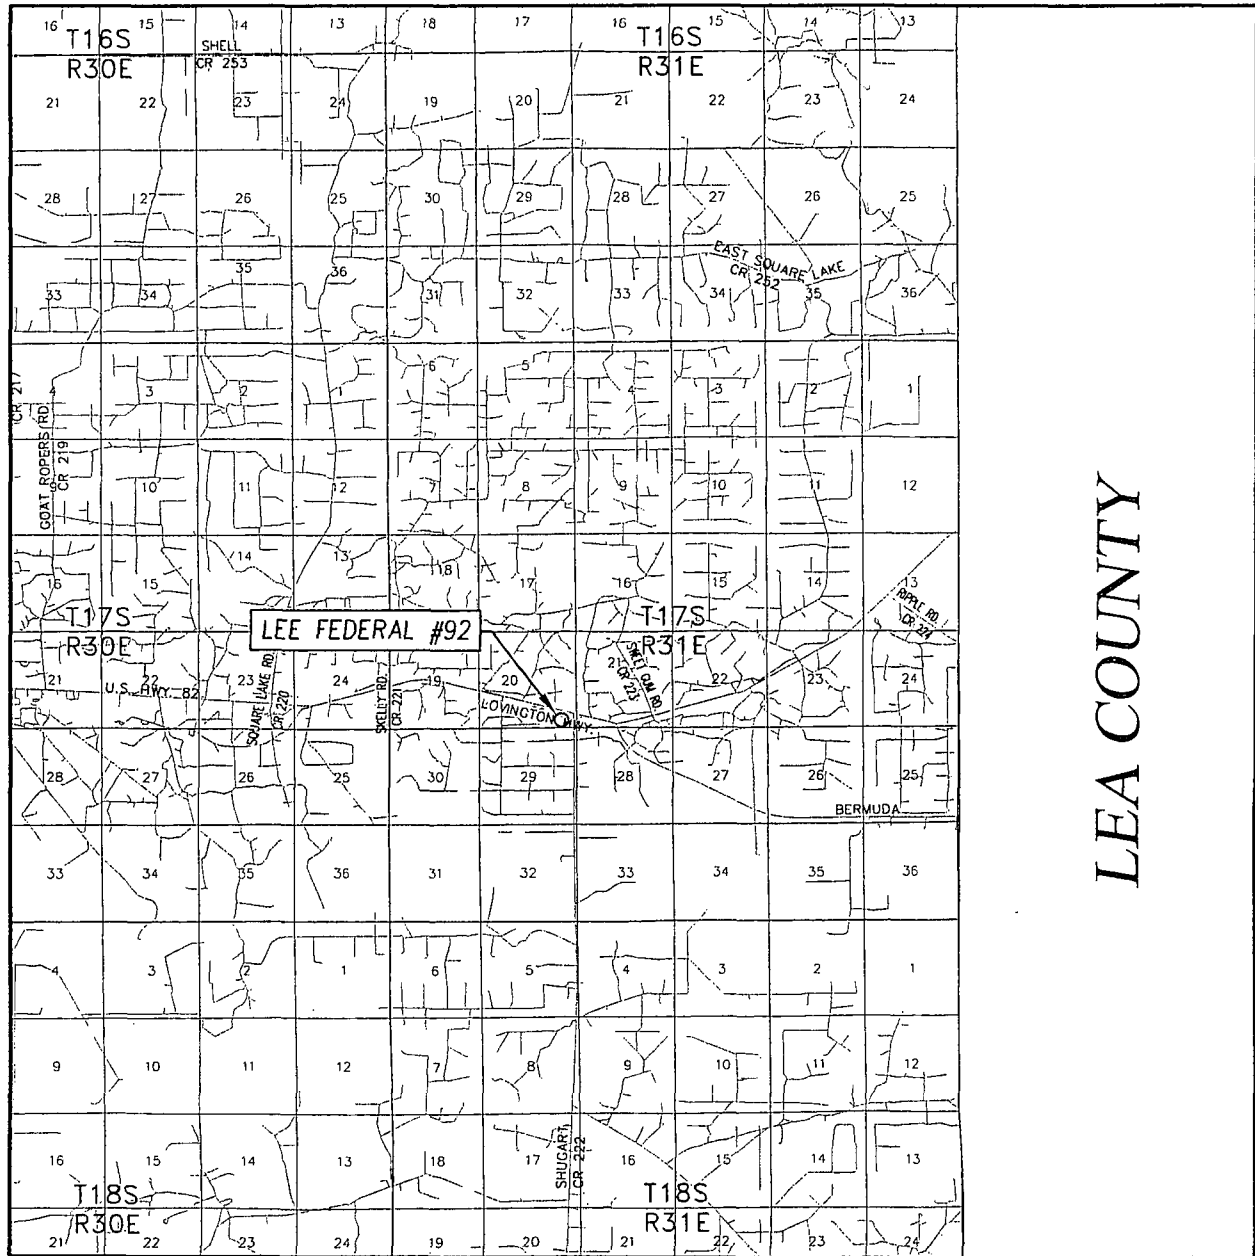 16 15 14 13 18 17 16 15 14 13
T16S T16S
R30E R31E
SHELL
CR 253
21 22 23 24 19 20 21 22 23 24
28 27 26 25 30 29 28 27 26 25
EAST SQUARE LAKE
CR 252
33 34 35 36 31 32 33 34 35 36
CR 217
4 3 2 1 6 5 4 3 2 1
GOAT ROPERS RD
CR 219
9 10 11 12 7 8 9 10 11 12
16 15 14 13 18 17 16 15 14 13
RIPPLE RD.
CR 224
T17S T17S
R30E R31E
LEE FEDERAL #92
21 22 23 24 19 20 21 22 23 24
U.S. HWY. 82
SQUARE LAKE RD
CR 220
SKELLY RD
CR 221
LOVINGTON HWY
SWEET GUM RD
CR 223
28 27 26 25 30 29 28 27 26 25
BERMUDA
33 34 35 36 31 32 33 34 35 36
4 3 2 1 6 5 4 3 2 1
9 10 11 12 7 8 9 10 11 12
16 15 14 13 18 17 16 15 14 13
SHUGART
CR 222
T18S T18S
R30E R31E
21 22 23 24 19 20 21 22 23 24
LEA COUNTY